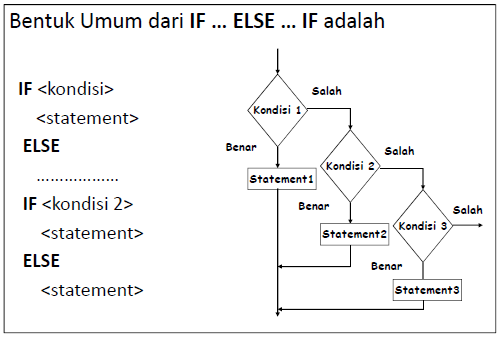 Bentuk Umum dari IF ... ELSE ... IF adalah
IF <kondisi>
<statement>
ELSE
………………
IF <kondisi 2>
<statement>
ELSE
<statement>
Kondisi 1
Salah
Benar
Statement1
Kondisi 2
Salah
Benar
Statement2
Kondisi 3
Salah
Benar
Statement3